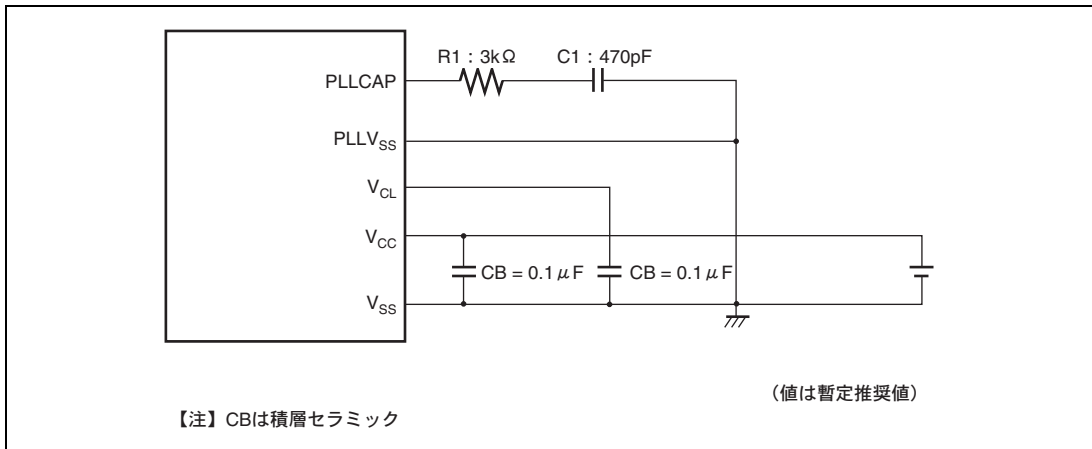 R1：3kΩ C1：470pF
PLLCAP
PLLVSS
VCL
VCC
CB = 0.1μF CB = 0.1μF
VSS
（値は暫定推奨値）
【注】CBは積層セラミック